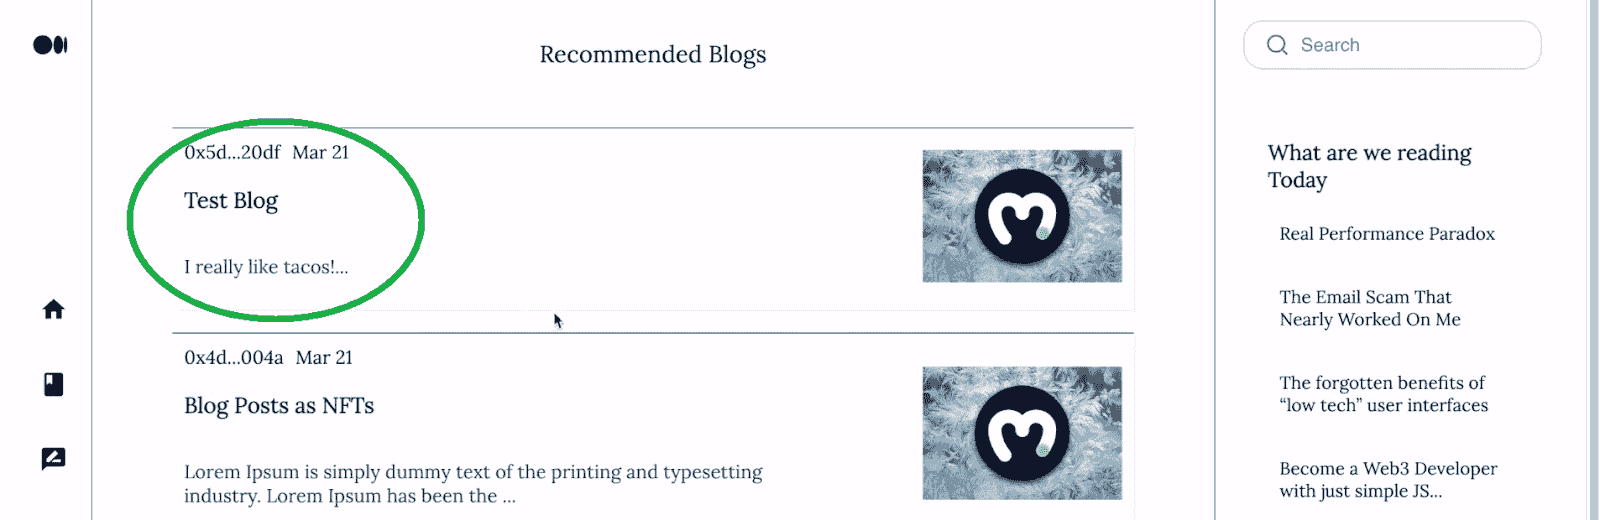 Recommended Blogs
0x5d...20df Mar 21
Test Blog
I really like tacos!...
0x4d...004a Mar 21
Blog Posts as NFTs
Lorem Ipsum is simply dummy text of the printing and typesetting
industry. Lorem Ipsum has been the ...
Search
What are we reading
Today
Real Performance Paradox
The Email Scam That
Nearly Worked On Me
The forgotten benefits of
“low tech” user interfaces
Become a Web3 Developer
with just simple JS...